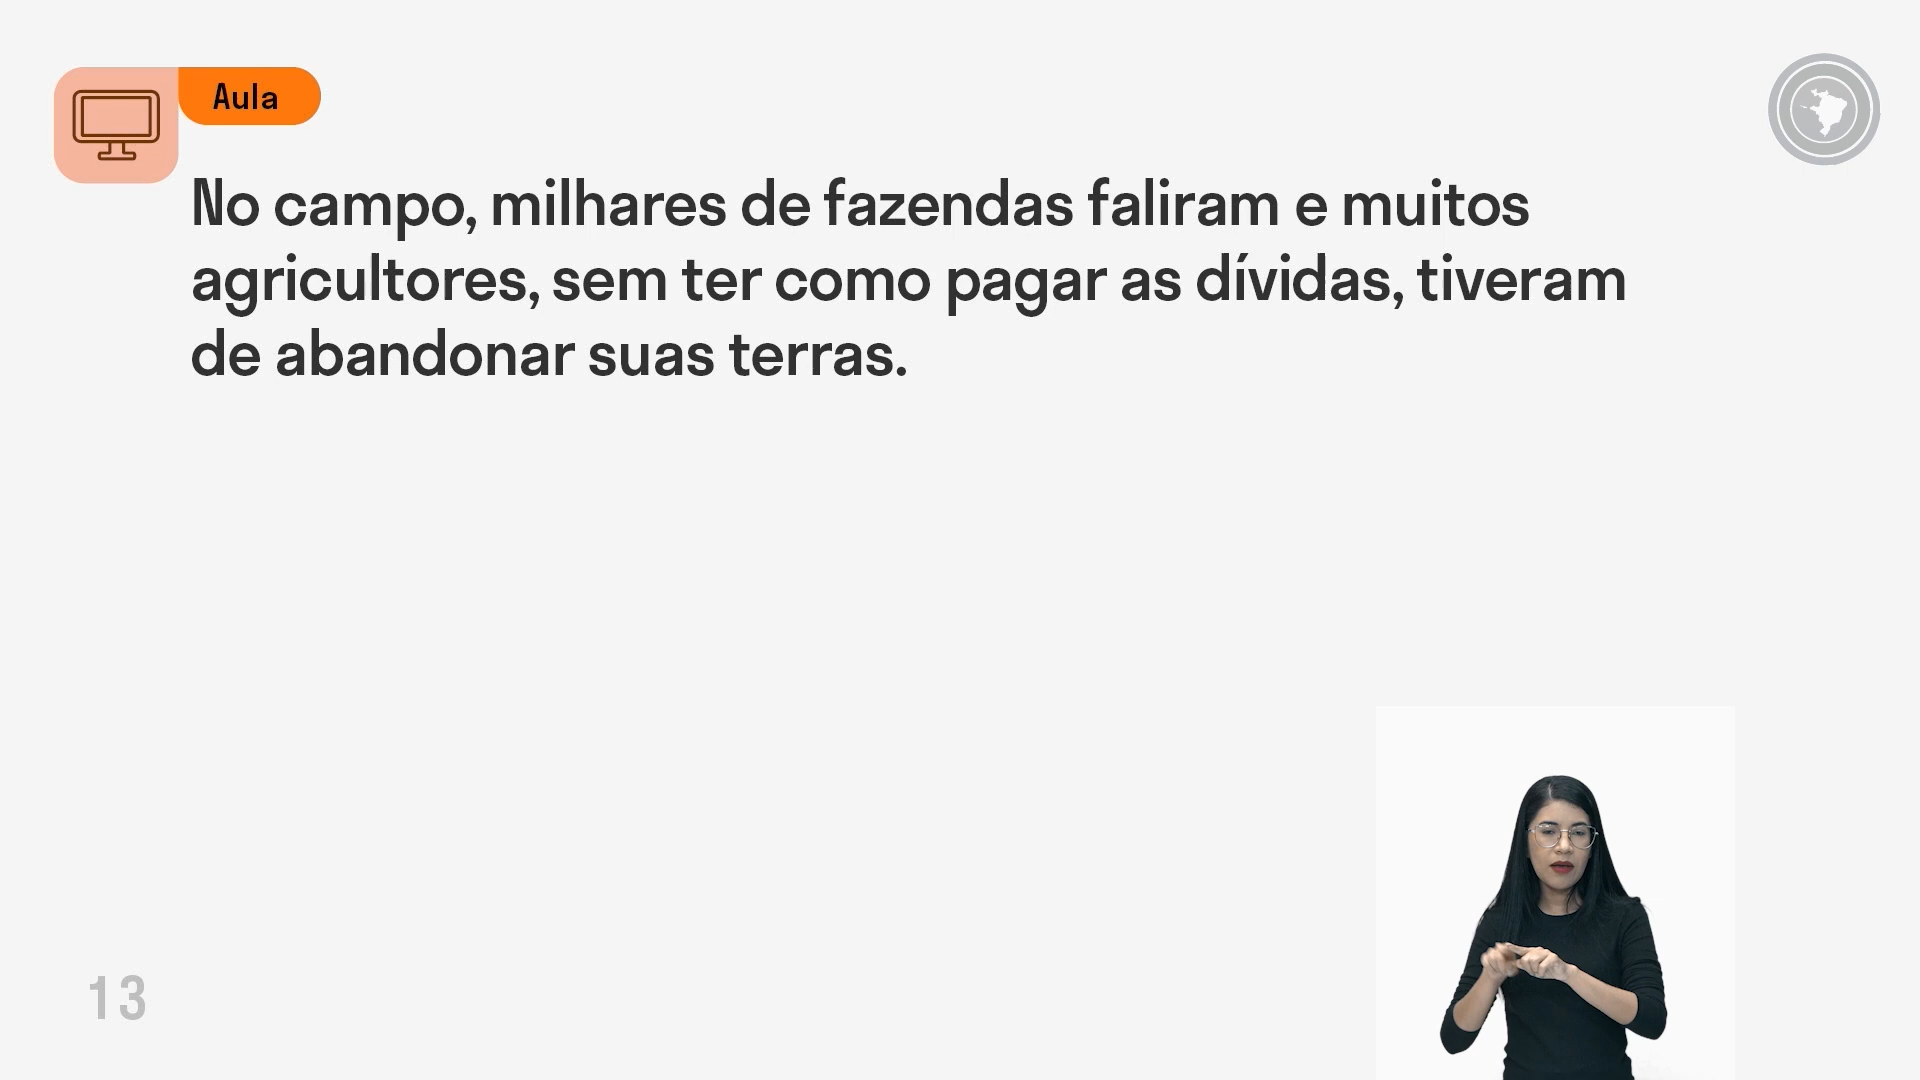 Aula
No campo, milhares de fazendas faliram e muitos
agricultores, sem ter como pagar as dívidas, tiveram
de abandonar suas terras.
13